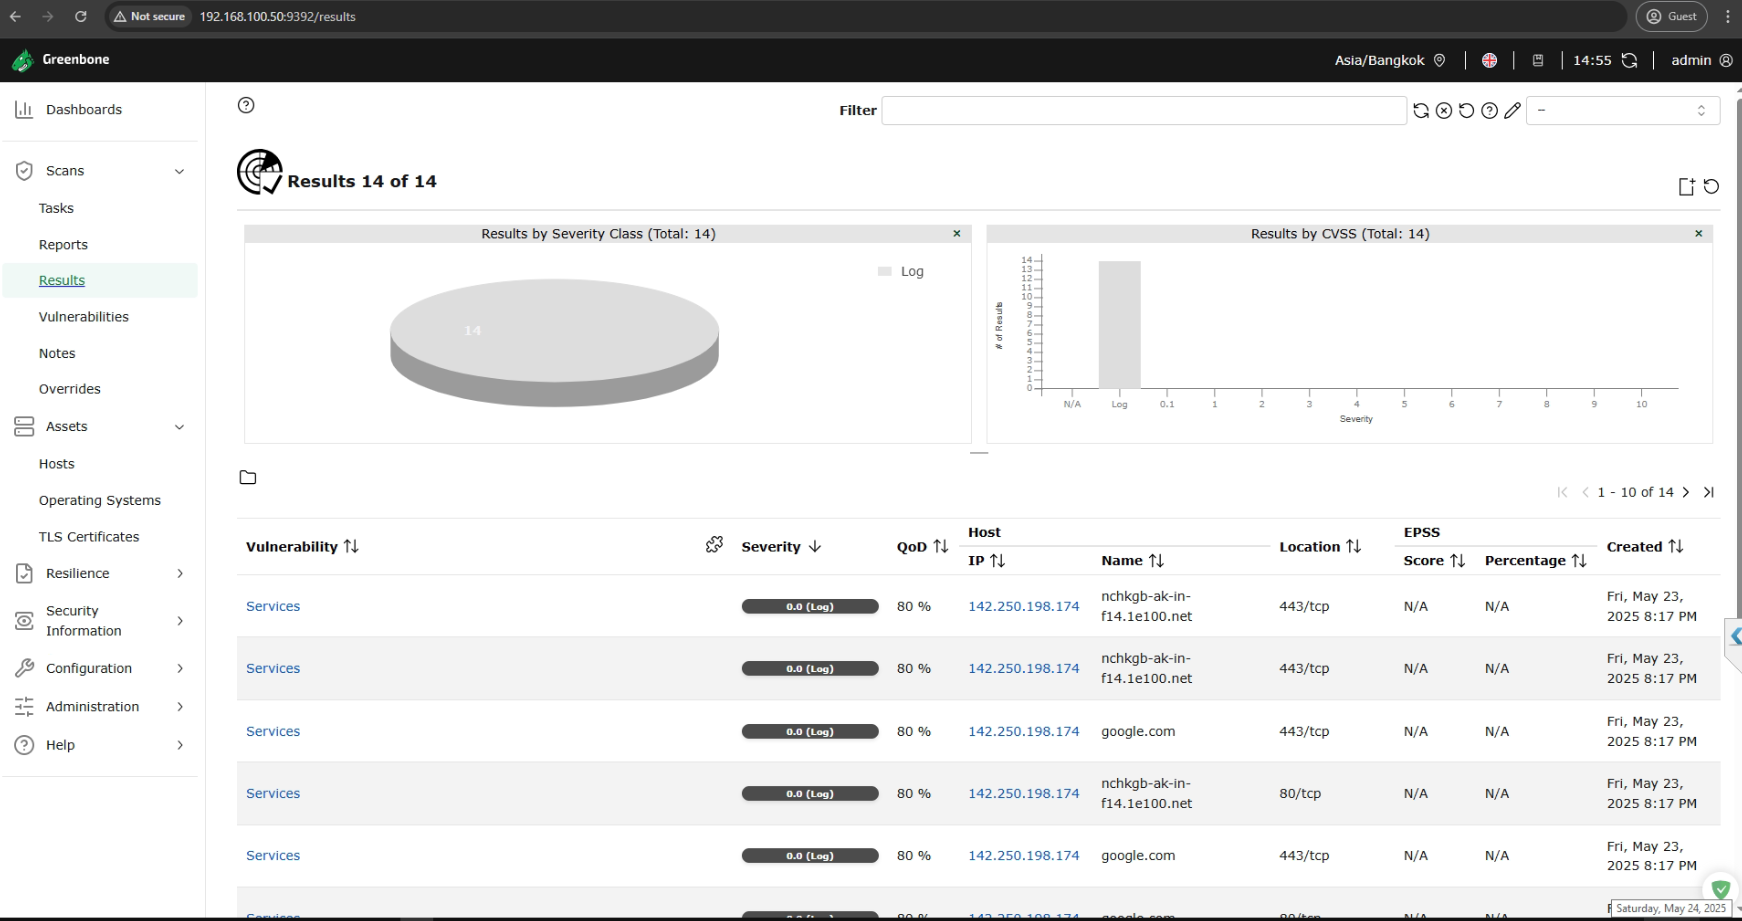 Not secure 192.168.100.50:9392/results
Guest
Greenbone
Asia/Bangkok
14:55
admin
Dashboards
Scans
Tasks
Reports
Results
Vulnerabilities
Notes
Overrides
Assets
Hosts
Operating Systems
TLS Certificates
Resilience
Security
Information
Configuration
Administration
Help
Filter
--
Results 14 of 14
Results by Severity Class (Total: 14)
×
Log
14
Results by CVSS (Total: 14)
×
14
13
12
11
10
9
8
7
6
5
4
3
2
1
0
# of Results
N/A Log 0.1 1 2 3 4 5 6 7 8 9 10
Severity
1 - 10 of 14
Vulnerability Severity QoD Host Location EPSS Created
IP Name Score Percentage
Services 0.0 (Log) 80 % 142.250.198.174 nchkgb-ak-in-f14.1e100.net 443/tcp N/A N/A Fri, May 23, 2025 8:17 PM
Services 0.0 (Log) 80 % 142.250.198.174 nchkgb-ak-in-f14.1e100.net 443/tcp N/A N/A Fri, May 23, 2025 8:17 PM
Services 0.0 (Log) 80 % 142.250.198.174 google.com 443/tcp N/A N/A Fri, May 23, 2025 8:17 PM
Services 0.0 (Log) 80 % 142.250.198.174 nchkgb-ak-in-f14.1e100.net 80/tcp N/A N/A Fri, May 23, 2025 8:17 PM
Services 0.0 (Log) 80 % 142.250.198.174 google.com 443/tcp N/A N/A Fri, May 23, 2025 8:17 PM
Saturday, May 24, 2025